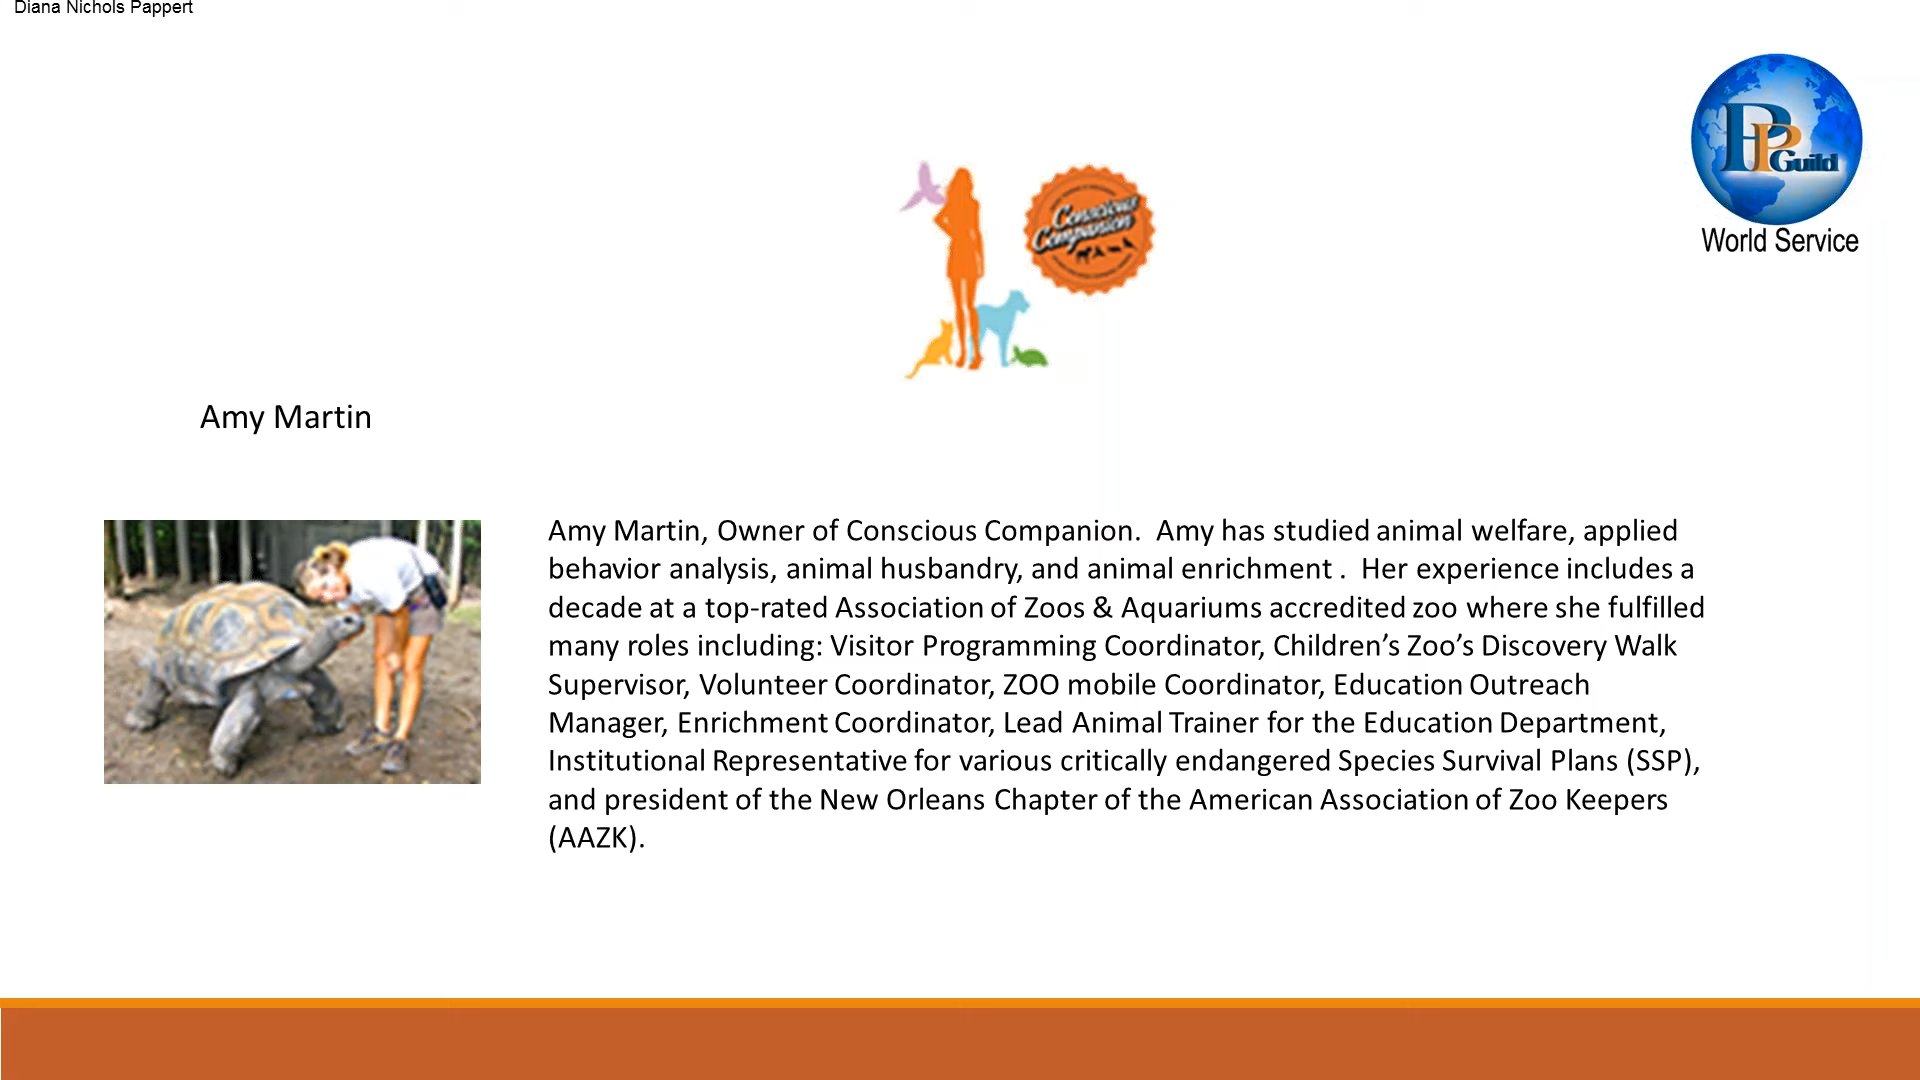 Diana Nichols Pappert
PPGuild
World Service
Conscious
Companion
Amy Martin
Amy Martin, Owner of Conscious Companion.  Amy has studied animal welfare, applied
behavior analysis, animal husbandry, and animal enrichment .  Her experience includes a
decade at a top-rated Association of Zoos & Aquariums accredited zoo where she fulfilled
many roles including: Visitor Programming Coordinator, Children’s Zoo’s Discovery Walk
Supervisor, Volunteer Coordinator, ZOO mobile Coordinator, Education Outreach
Manager, Enrichment Coordinator, Lead Animal Trainer for the Education Department,
Institutional Representative for various critically endangered Species Survival Plans (SSP),
and president of the New Orleans Chapter of the American Association of Zoo Keepers
(AAZK).